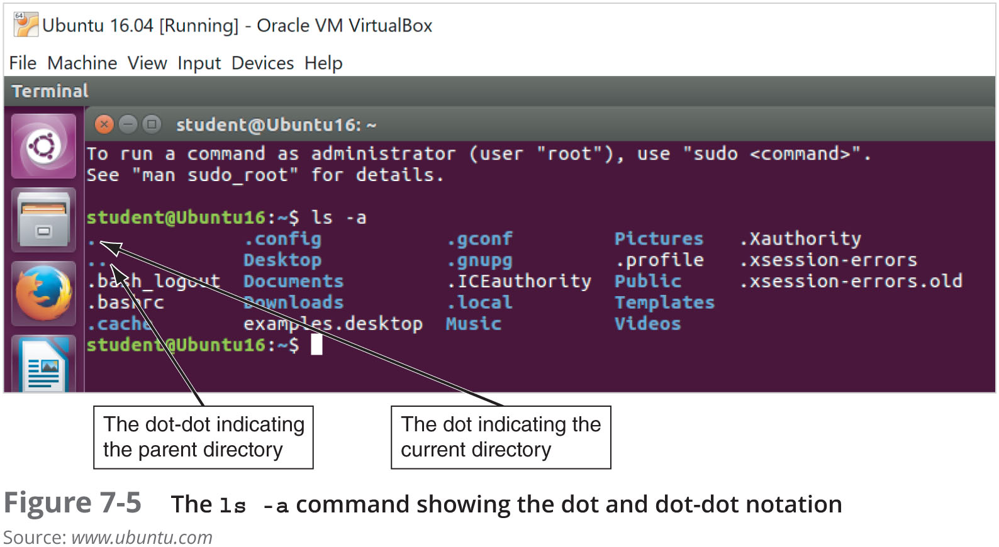 64
Ubuntu 16.04 [Running] - Oracle VM VirtualBox
File Machine View Input Devices Help
Terminal
student@Ubuntu16: ~
To run a command as administrator (user "root"), use "sudo <command>".
See "man sudo_root" for details.
student@Ubuntu16:~$ ls -a
. .config .gconf Pictures .Xauthority
.. Desktop .gnupg .profile .xsession-errors
.bash_logout Documents .ICEauthority Public .xsession-errors.old
.bashrc Downloads .local Templates
.cache examples.desktop Music Videos
student@Ubuntu16:~$
The dot-dot indicating
the parent directory
The dot indicating the
current directory
Figure 7-5 The ls -a command showing the dot and dot-dot notation
Source: www.ubuntu.com